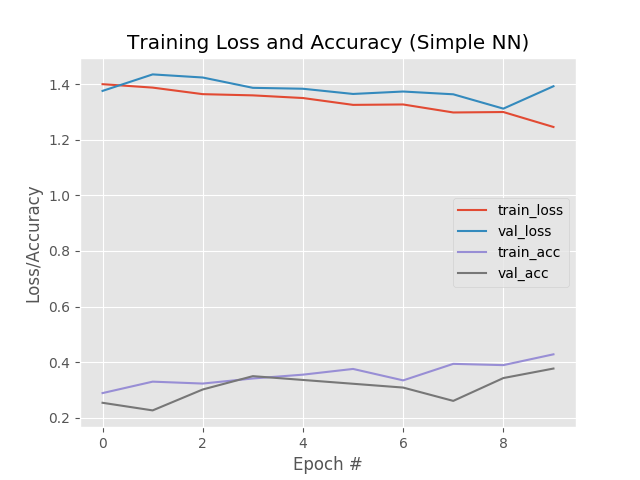 Training Loss and Accuracy (Simple NN)
Loss/Accuracy
1.4
1.2
1.0
0.8
0.6
0.4
0.2
train_loss
val_loss
train_acc
val_acc
0 2 4 6 8
Epoch #